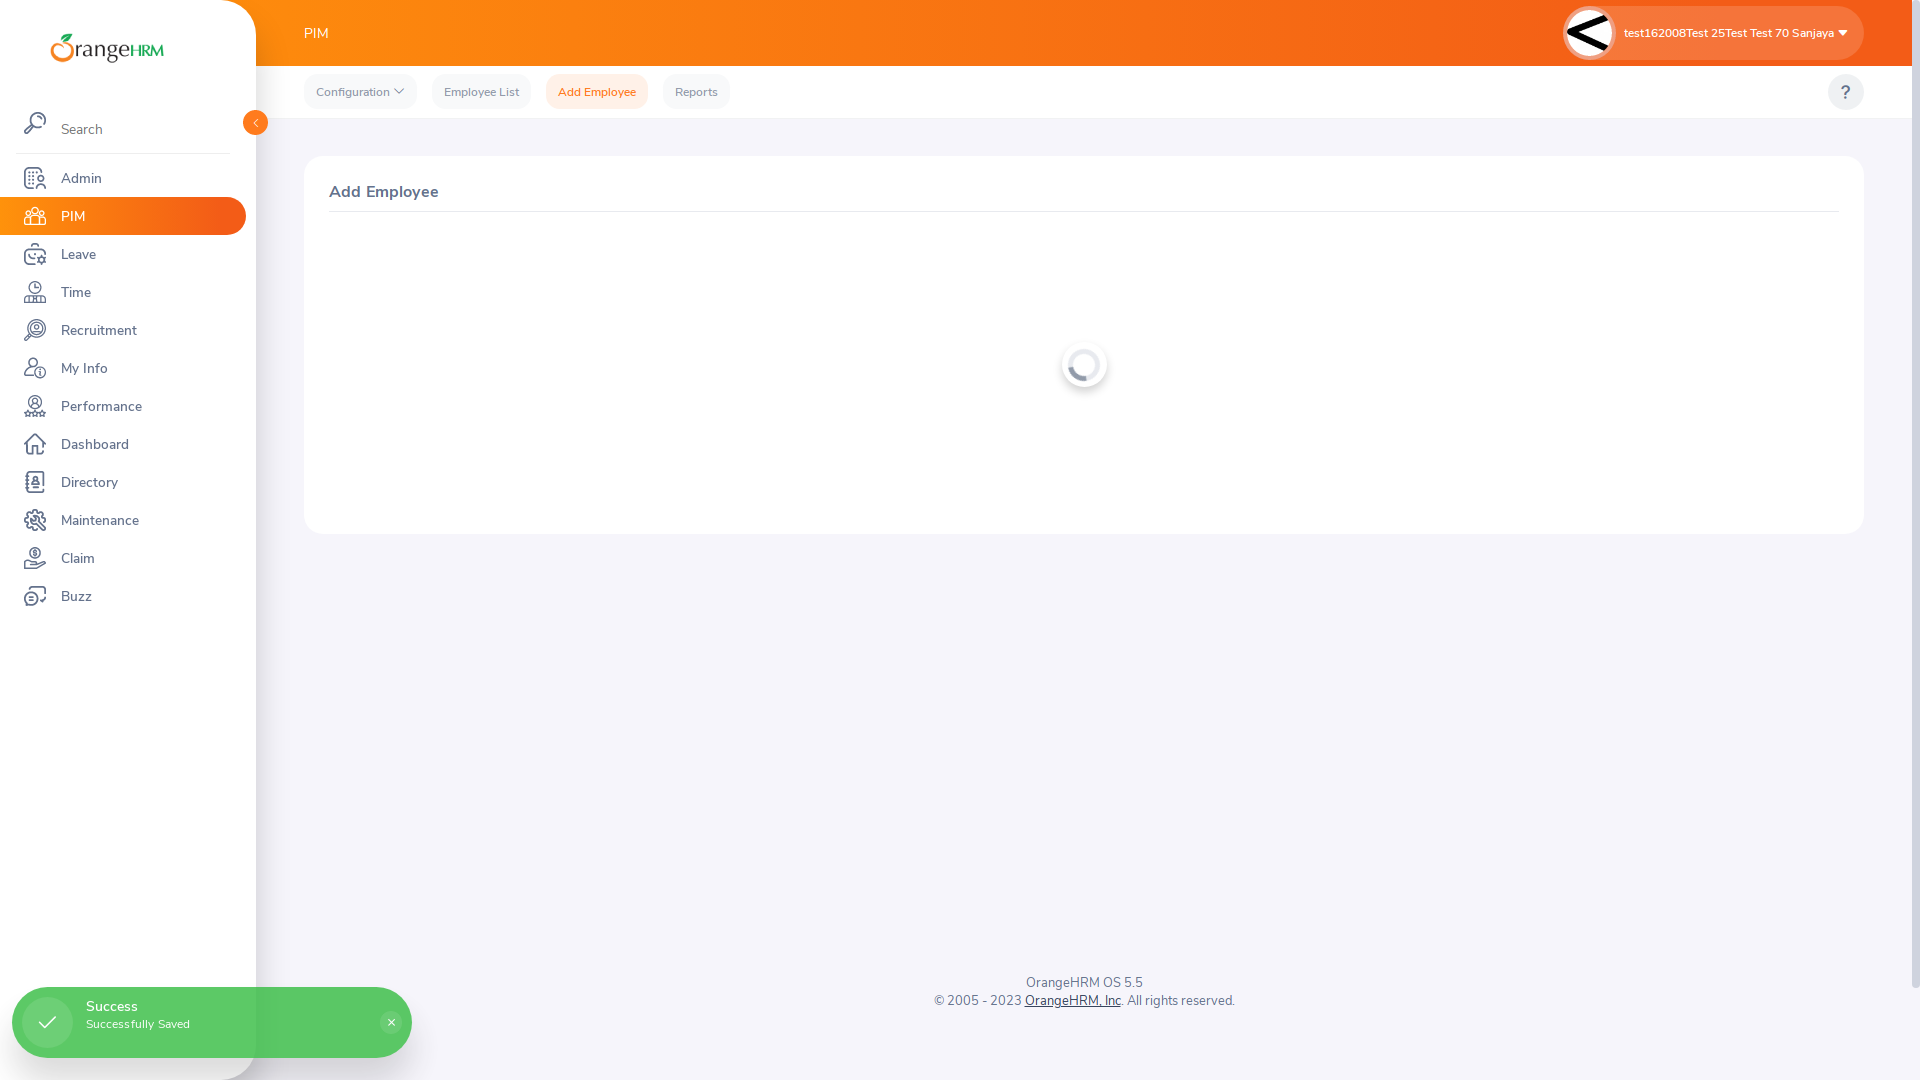 OrangeHRM
PIM
test162008Test 25Test Test 70 Sanjaya
Configuration
Employee List
Add Employee
Reports
?
Search
Admin
PIM
Leave
Time
Recruitment
My Info
Performance
Dashboard
Directory
Maintenance
Claim
Buzz
Add Employee
OrangeHRM OS 5.5
© 2005 - 2023 OrangeHRM, Inc. All rights reserved.
Success
Successfully Saved